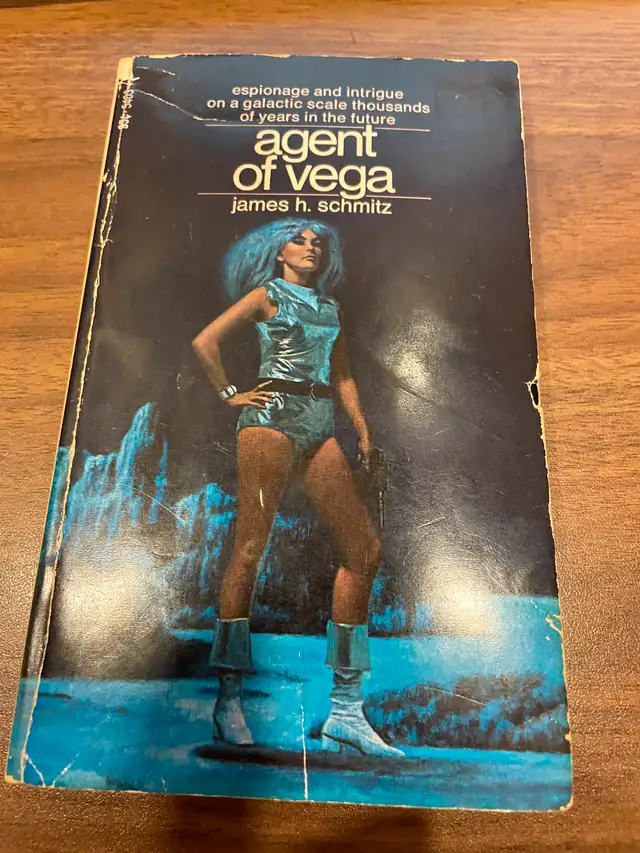 espionage and intrigue
on a galactic scale thousands
of years in the future
agent
of vega
james h. schmitz